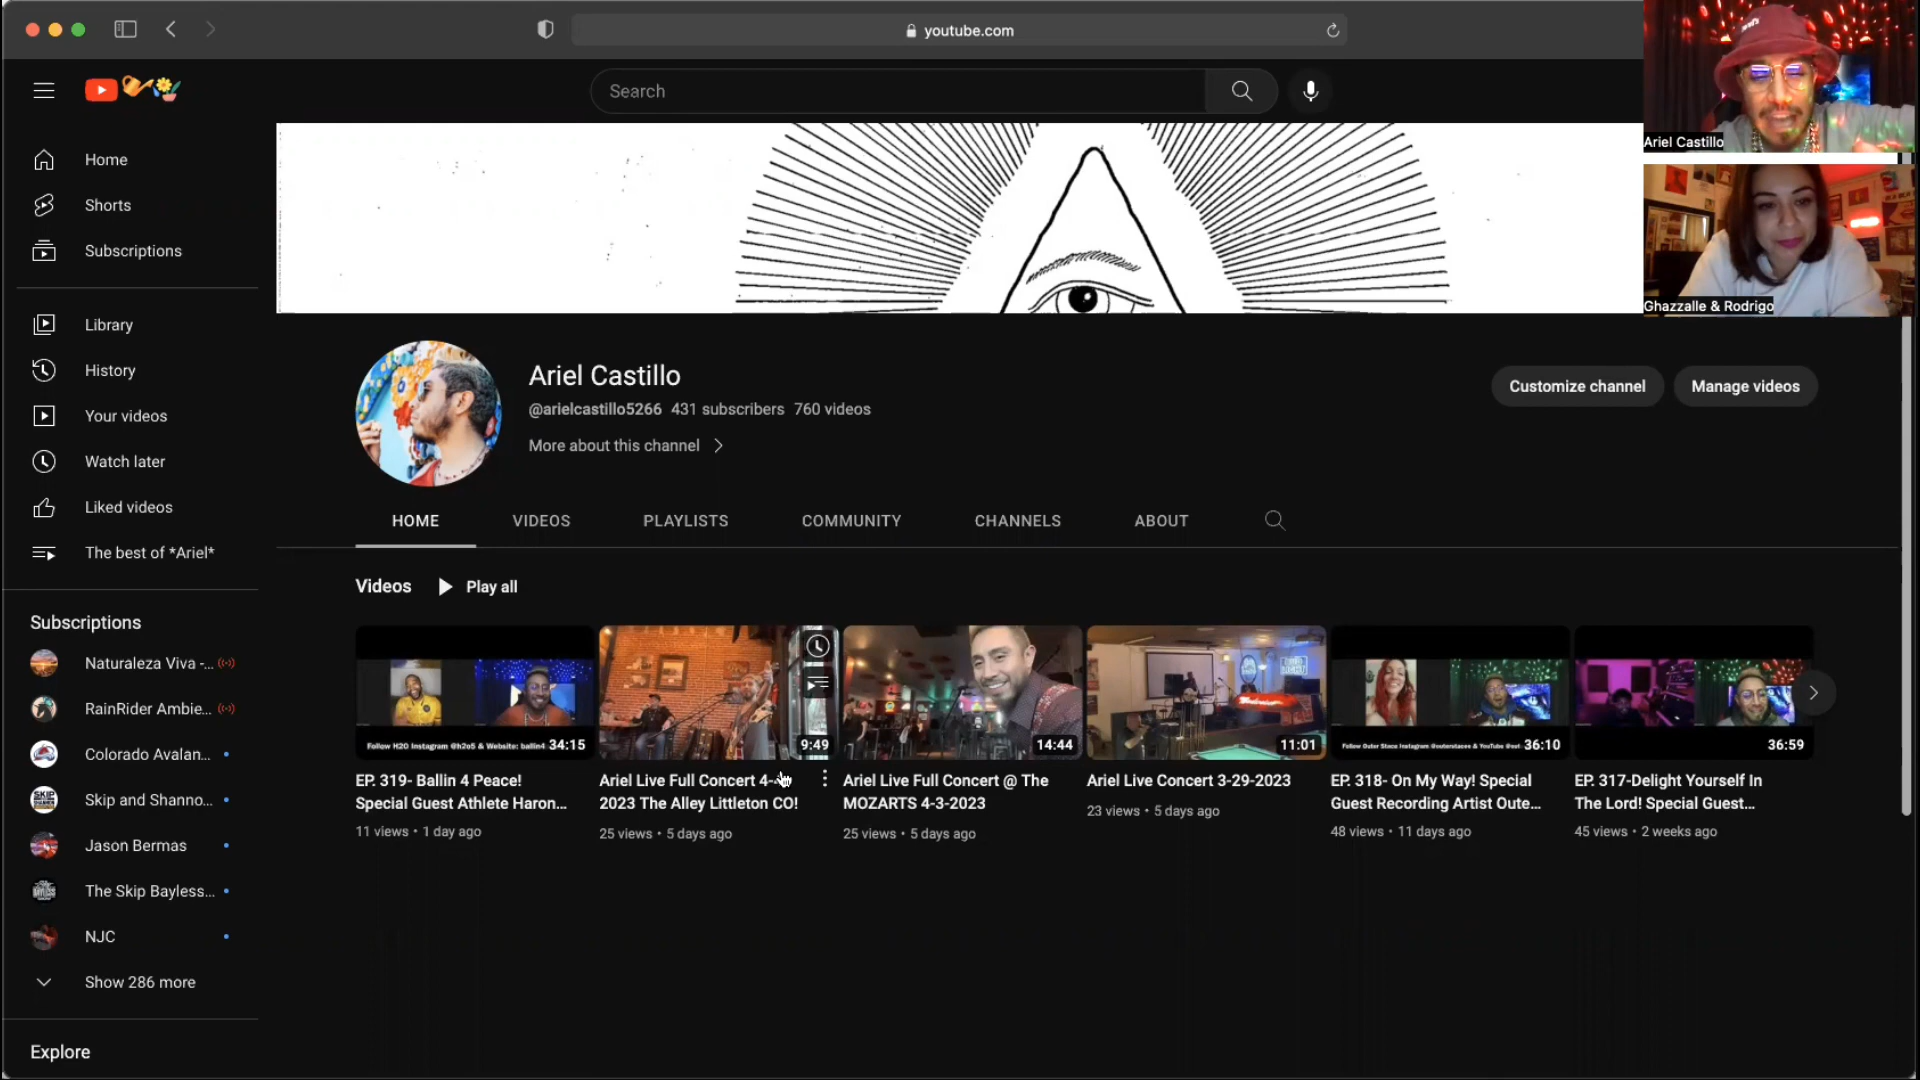 youtube.com
Search
Ariel Castillo
Ghazzalle & Rodrigo
Home
Shorts
Subscriptions
Library
History
Your videos
Watch later
Liked videos
The best of *Ariel*
Subscriptions
Naturaleza Viva -...
RainRider Ambie...
Colorado Avalan...
Skip and Shanno...
Jason Bermas
The Skip Bayless...
NJC
Show 286 more
Explore
Ariel Castillo
@arielcastillo5266 431 subscribers 760 videos
More about this channel
Customize channel
Manage videos
HOME
VIDEOS
PLAYLISTS
COMMUNITY
CHANNELS
ABOUT
Videos
Play all
Follow H2O Instagram @h2o5 & Website: ballin4
34:15
EP. 319- Ballin 4 Peace!
Special Guest Athlete Haron...
11 views • 1 day ago
9:49
Ariel Live Full Concert 4-
2023 The Alley Littleton CO!
25 views • 5 days ago
14:44
Ariel Live Full Concert @ The
MOZARTS 4-3-2023
25 views • 5 days ago
11:01
Ariel Live Concert 3-29-2023
23 views • 5 days ago
36:10
EP. 318- On My Way! Special
Guest Recording Artist Oute...
48 views • 11 days ago
36:59
EP. 317-Delight Yourself In
The Lord! Special Guest...
45 views • 2 weeks ago